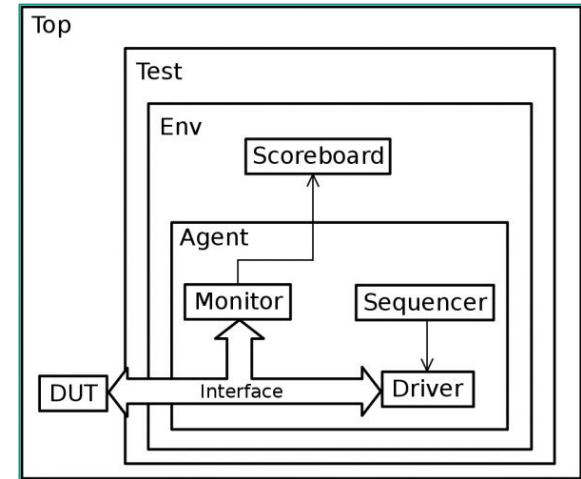 Top
Test
Env
Scoreboard
Agent
Monitor
Sequencer
DUT
Interface
Driver